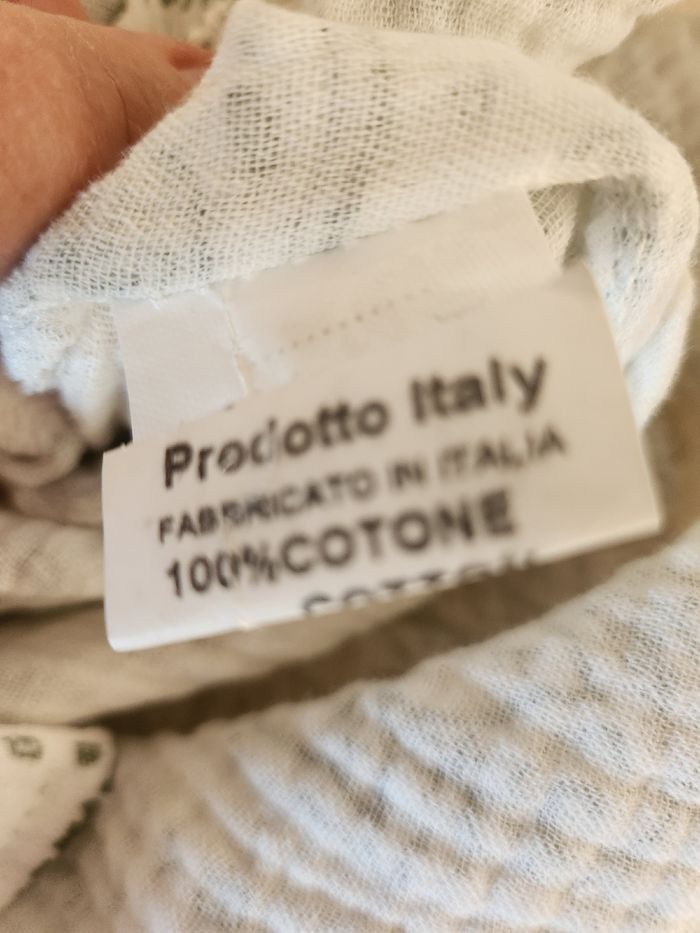 Prodotto Italy
FABBRICATO IN ITALIA
100%COTONE